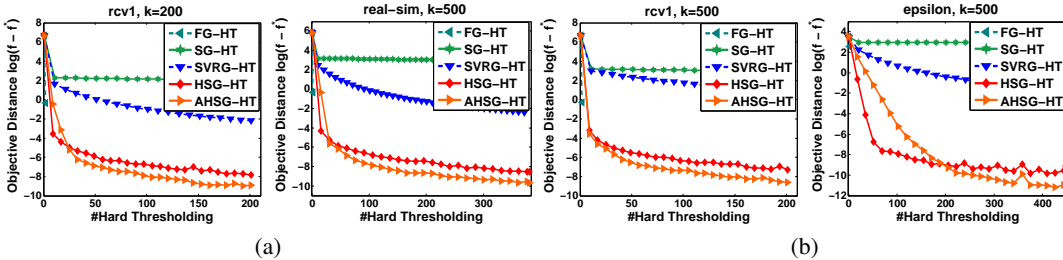 rcv1, k=200
Objective Distance log(f − f*)
8
6
4
2
0
−2
−4
−6
−8
−10
0
50
100
150
200
#Hard Thresholding
FG−HT
SG−HT
SVRG−HT
HSG−HT
AHSG−HT
real-sim, k=500
Objective Distance log(f − f*)
6
4
2
0
−2
−4
−6
−8
−10
0
100
200
300
#Hard Thresholding
FG−HT
SG−HT
SVRG−HT
HSG−HT
AHSG−HT
(a)
rcv1, k=500
Objective Distance log(f − f*)
8
6
4
2
0
−2
−4
−6
−8
−10
0
50
100
150
200
#Hard Thresholding
FG−HT
SG−HT
SVRG−HT
HSG−HT
AHSG−HT
epsilon, k=500
Objective Distance log(f − f*)
4
2
0
−2
−4
−6
−8
−10
−12
0
100
200
300
400
#Hard Thresholding
FG−HT
SG−HT
SVRG−HT
HSG−HT
AHSG−HT
(b)